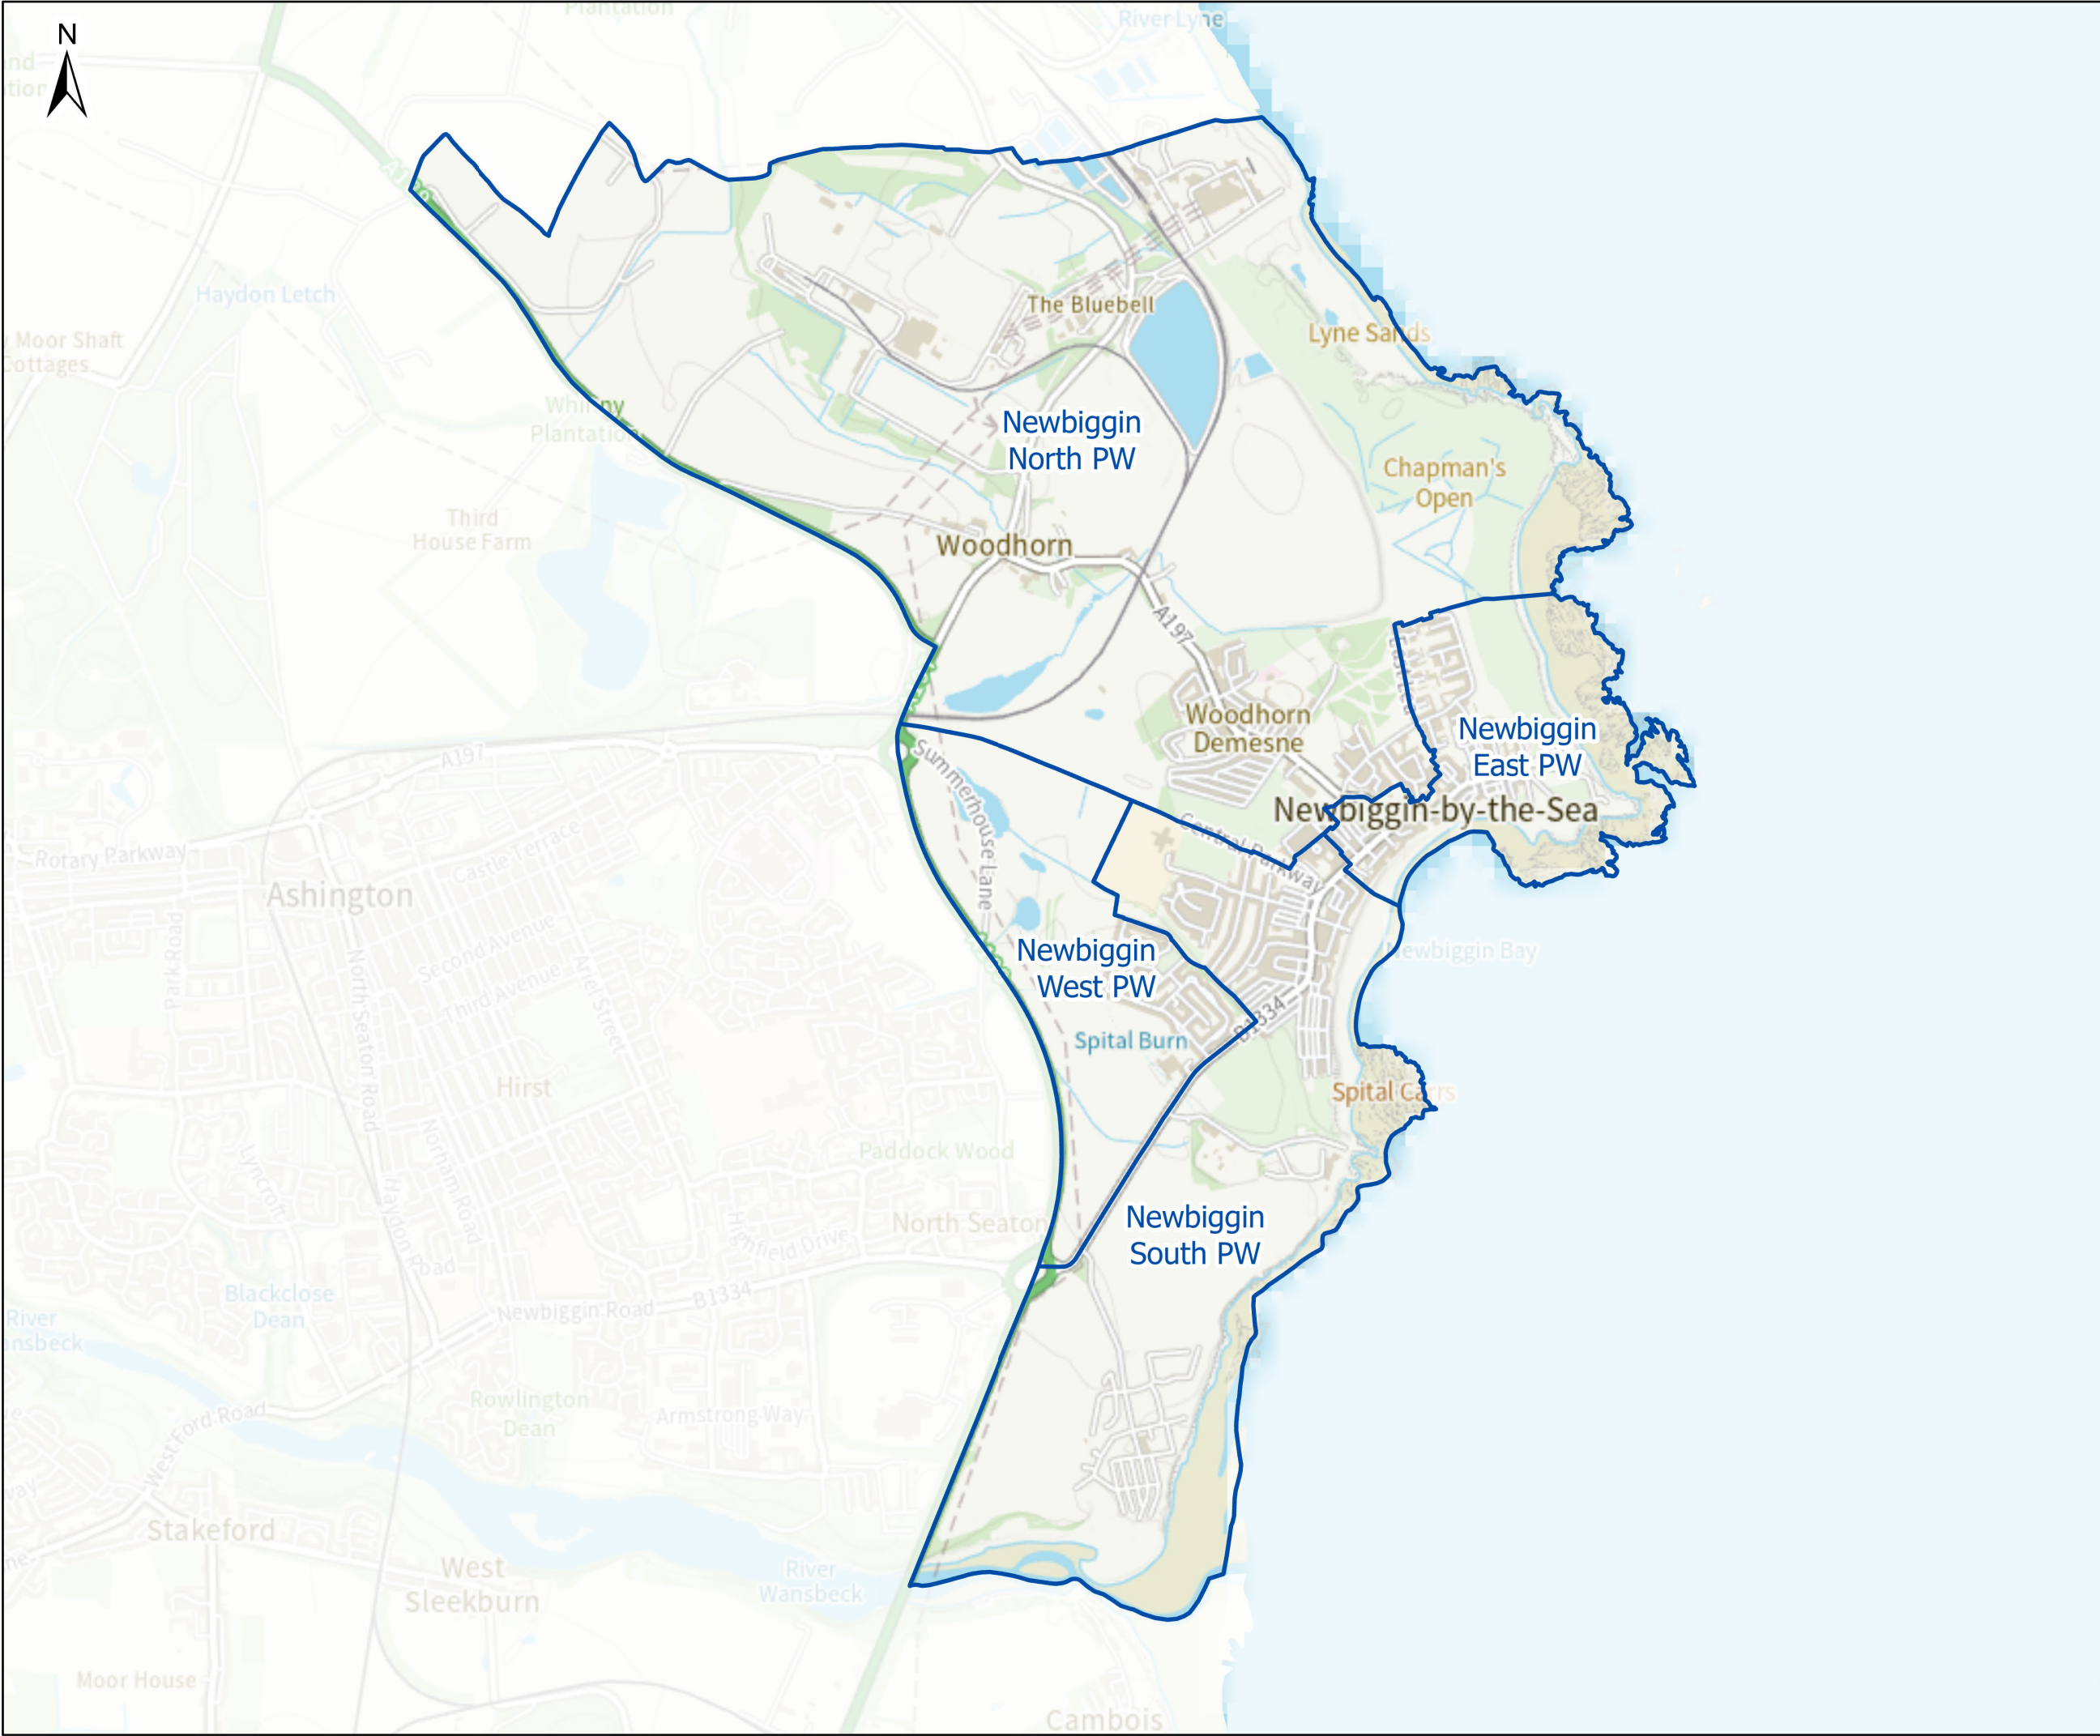 Plantation
River Lyne
N
Haydon Letch
Moor Shaft
Cottages
The Bluebell
Lyne Sands
Whinny
Plantation
Newbiggin
North PW
Chapman's
Open
Third
House Farm
Woodhorn
A197
Woodhorn
Demesne
Newbiggin
East PW
Summerhouse Lane
A197
Newbiggin-by-the-Sea
Central Parkway
Rotary Parkway
Castle Terrace
Ashington
Park Road
North Seaton Road
Second Avenue
Third Avenue
Ariel Street
Newbiggin
West PW
Newbiggin Bay
B1334
Spital Burn
Hirst
Spital Carrs
Paddock Wood
Lyncroft
Norham Road
Haydon Road
North Seaton
Highfield Drive
Newbiggin
South PW
Blackclose
Dean
Newbiggin Road
B1334
River
Wansbeck
Rowlington
Dean
Armstrong Way
West Ford Road
Stakeford
West
Sleekburn
River
Wansbeck
Moor House
Cambois